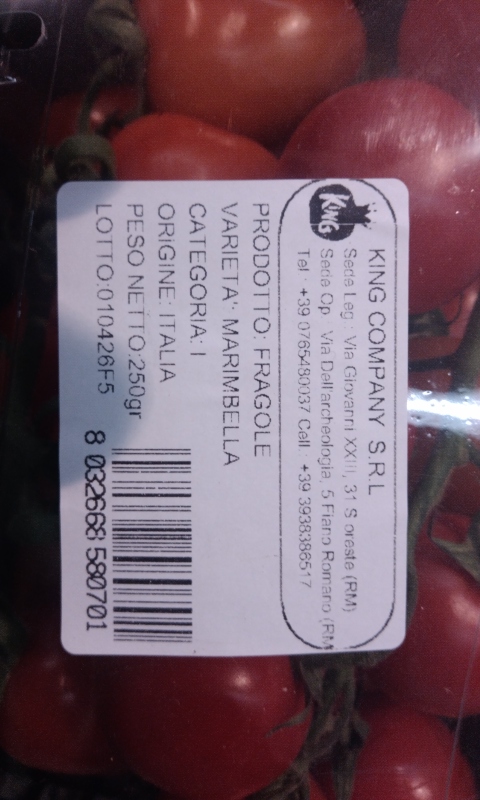 KING
KING COMPANY S.R.L
Sede Leg.: Via Giovanni XXIII, 31 S.oreste (RM)
Sede Op.: Via Dell'archeologia, 5 Fiano Romano (RM
Tel.: +39 0765480037 Cell.: +39 3938386517
PRODOTTO: FRAGOLE
VARIETA': MARIMBELLA
CATEGORIA: I
ORIGINE: ITALIA
PESO NETTO:250gr
LOTTO:010426F5
8 032668 580701